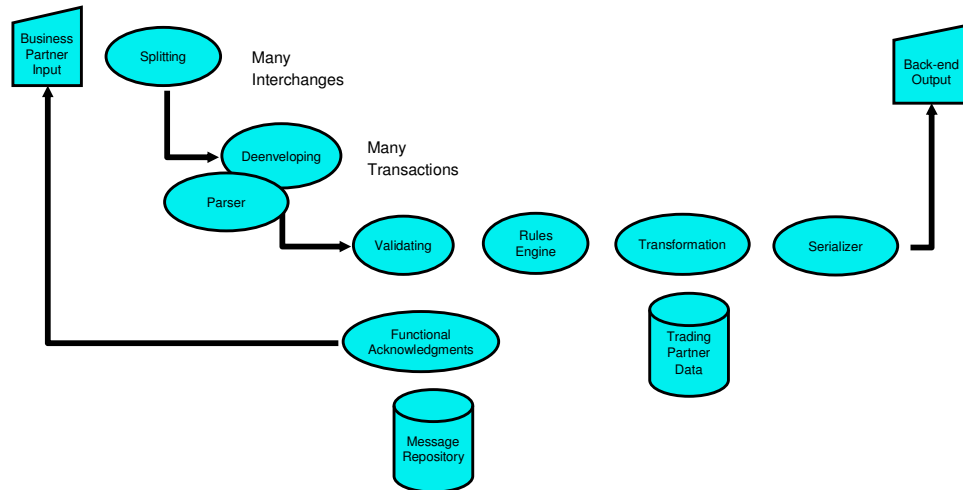 Business
Partner
Input
Splitting
Many
Interchanges
Back-end
Output
Deenveloping
Many
Transactions
Parser
Validating
Rules
Engine
Transformation
Serializer
Functional
Acknowledgments
Trading
Partner
Data
Message
Repository